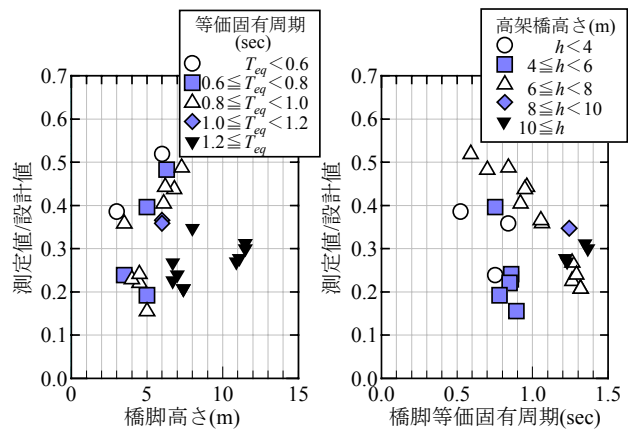 等価固有周期
(sec)
T_eq＜0.6
0.6≦T_eq＜0.8
0.8≦T_eq＜1.0
1.0≦T_eq＜1.2
1.2≦T_eq
測定値/設計値
0.7
0.6
0.5
0.4
0.3
0.2
0.1
0.0
0 5 10 15
橋脚高さ(m)
高架橋高さ(m)
h＜4
4≦h＜6
6≦h＜8
8≦h＜10
10≦h
測定値/設計値
0.7
0.6
0.5
0.4
0.3
0.2
0.1
0.0
0.0 0.5 1.0 1.5
橋脚等価固有周期(sec)